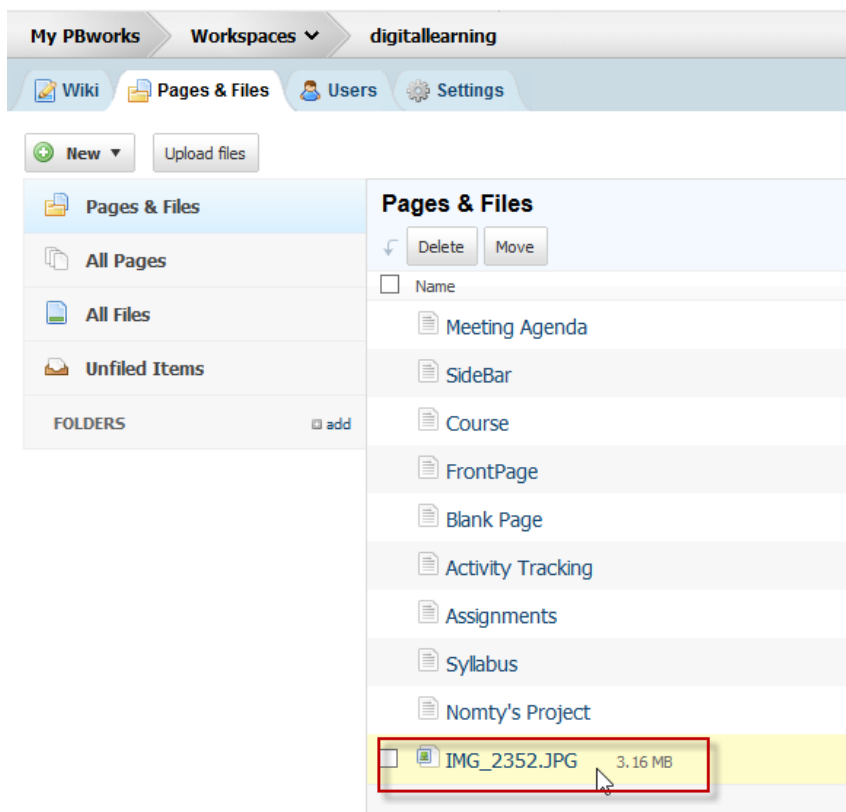 My PBworks Workspaces digitallearning
Wiki Pages & Files Users Settings
New Upload files
Pages & Files
All Pages
All Files
Unfiled Items
FOLDERS add
Pages & Files
Delete Move
Name
Meeting Agenda
SideBar
Course
FrontPage
Blank Page
Activity Tracking
Assignments
Syllabus
Nomty's Project
IMG_2352.JPG 3.16 MB